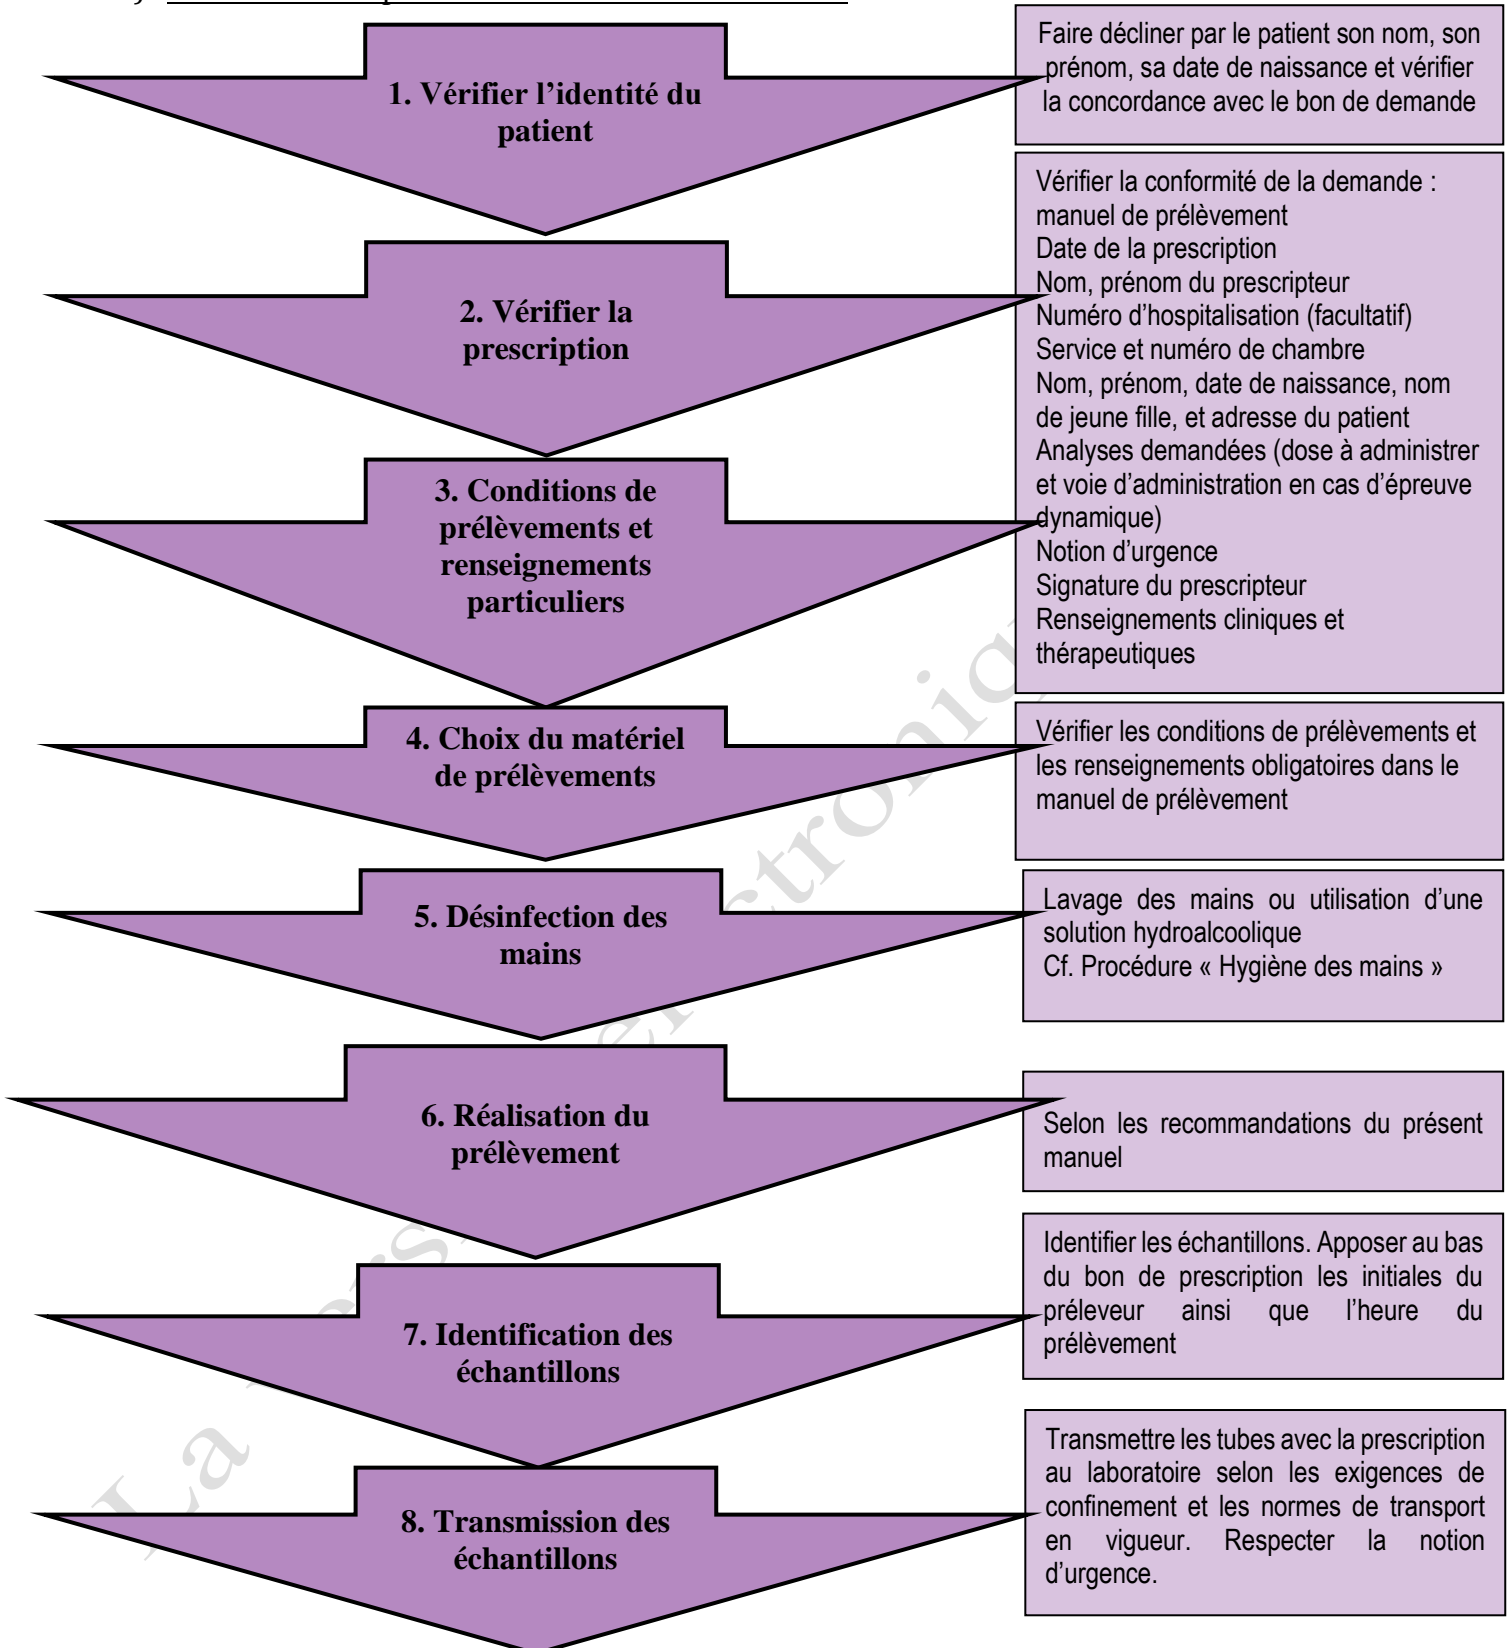 1. Vérifier l’identité du
patient
Faire décliner par le patient son nom, son
prénom, sa date de naissance et vérifier
la concordance avec le bon de demande
2. Vérifier la
prescription
3. Conditions de
prélèvements et
renseignements
particuliers
Vérifier la conformité de la demande :
manuel de prélèvement
Date de la prescription
Nom, prénom du prescripteur
Numéro d’hospitalisation (facultatif)
Service et numéro de chambre
Nom, prénom, date de naissance, nom
de jeune fille, et adresse du patient
Analyses demandées (dose à administrer
et voie d’administration en cas d’épreuve
dynamique)
Notion d’urgence
Signature du prescripteur
Renseignements cliniques et
thérapeutiques
4. Choix du matériel
de prélèvements
Vérifier les conditions de prélèvements et
les renseignements obligatoires dans le
manuel de prélèvement
5. Désinfection des
mains
Lavage des mains ou utilisation d’une
solution hydroalcoolique
Cf. Procédure « Hygiène des mains »
6. Réalisation du
prélèvement
Selon les recommandations du présent
manuel
7. Identification des
échantillons
Identifier les échantillons. Apposer au bas
du bon de prescription les initiales du
préleveur ainsi que l’heure du
prélèvement
8. Transmission des
échantillons
Transmettre les tubes avec la prescription
au laboratoire selon les exigences de
confinement et les normes de transport
en vigueur. Respecter la notion
d’urgence.
La